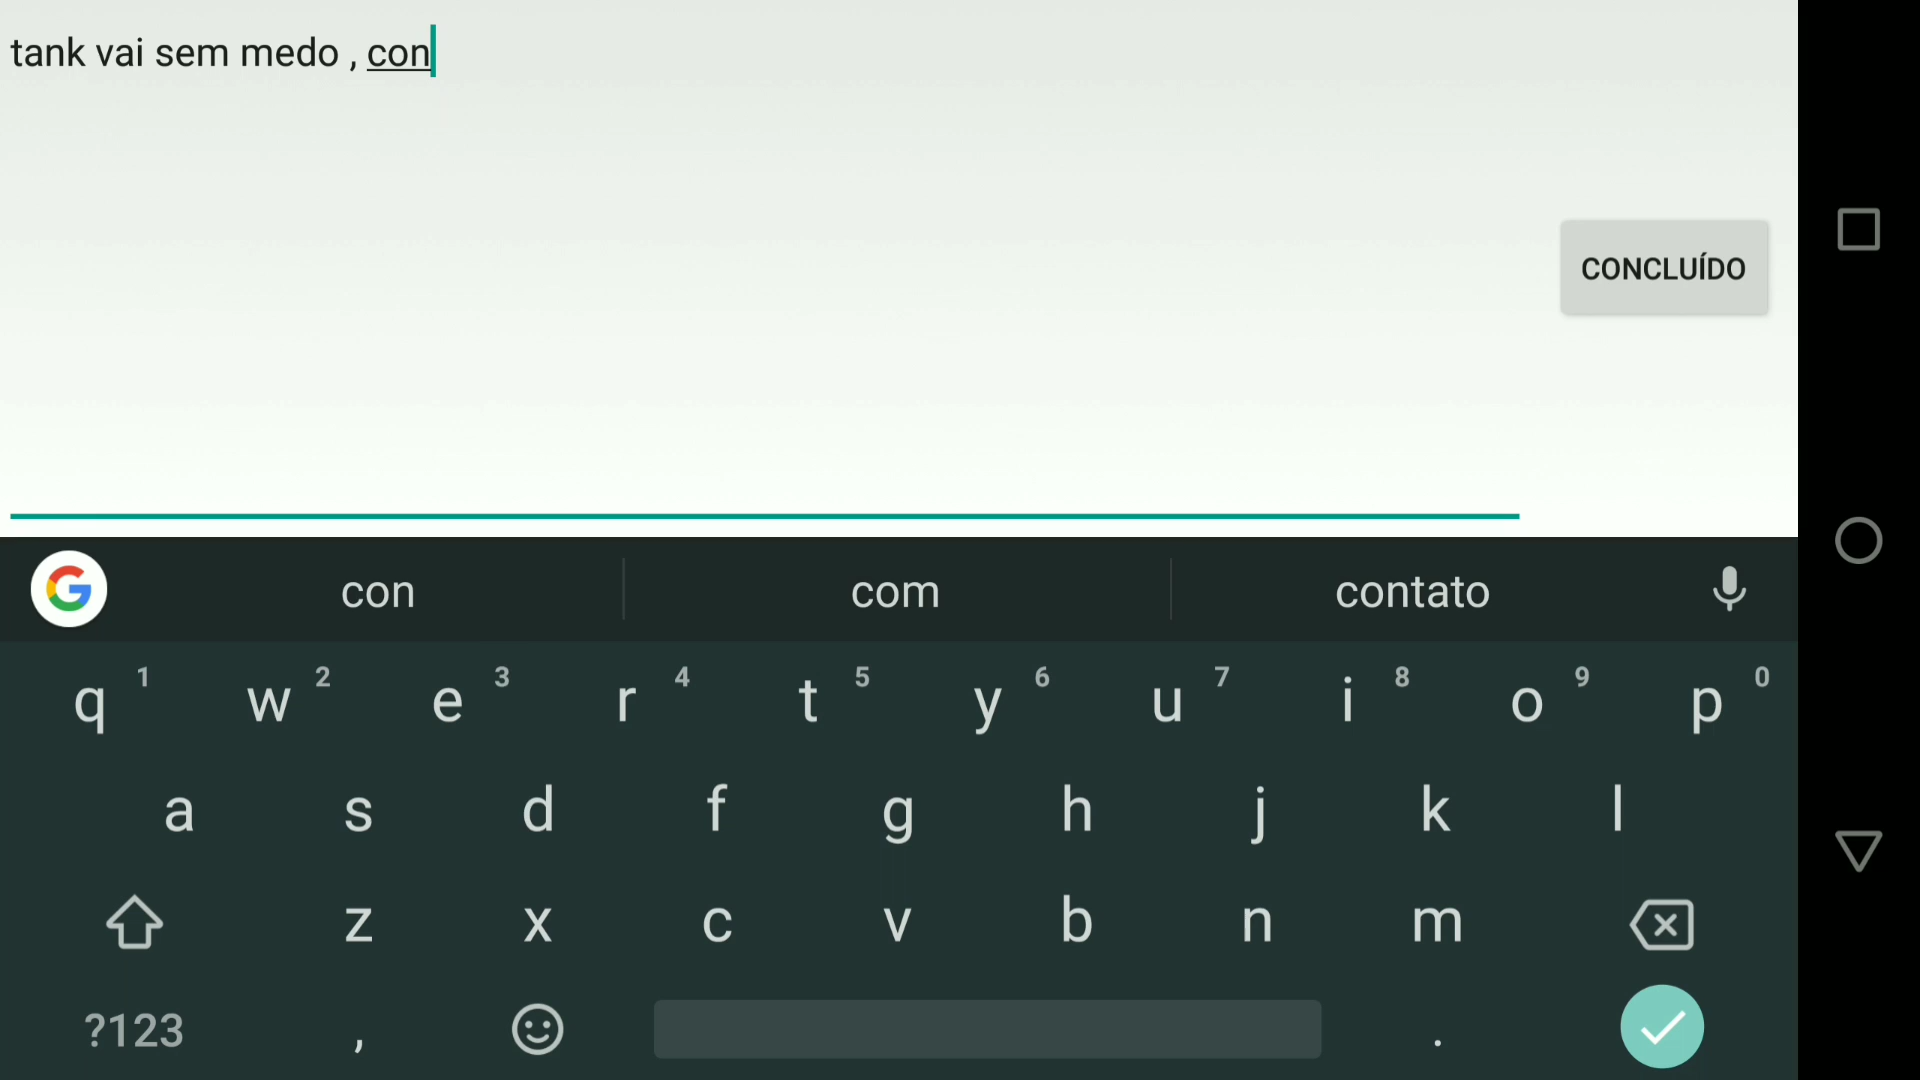 tank vai sem medo , con
CONCLUÍDO
con com contato
q 1 w 2 e 3 r 4 t 5 y 6 u 7 i 8 o 9 p 0
a s d f g h j k l
z x c v b n m
?123 , .